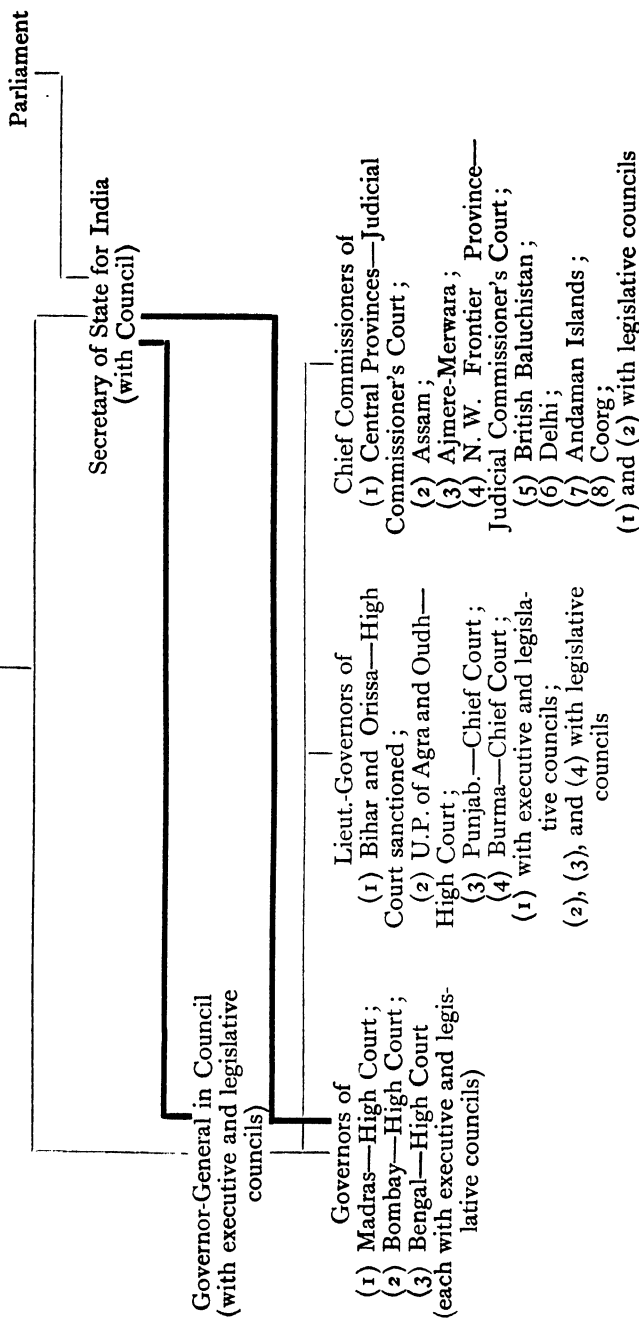 Parliament
Secretary of State for India
(with Council)
Governor-General in Council
(with executive and legislative
councils)
Governors of
(1) Madras—High Court;
(2) Bombay—High Court;
(3) Bengal—High Court
(each with executive and legis-
lative councils)
Lieut.-Governors of
(1) Bihar and Orissa—High
Court sanctioned;
(2) U.P. of Agra and Oudh—
High Court;
(3) Punjab.—Chief Court;
(4) Burma—Chief Court;
(1) with executive and legisla-
tive councils;
(2), (3), and (4) with legislative
councils
Chief Commissioners of
(1) Central Provinces—Judicial
Commissioner's Court;
(2) Assam;
(3) Ajmere-Merwara;
(4) N. W. Frontier Province—
Judicial Commissioner's Court;
(5) British Baluchistan;
(6) Delhi;
(7) Andaman Islands;
(8) Coorg;
(1) and (2) with legislative councils